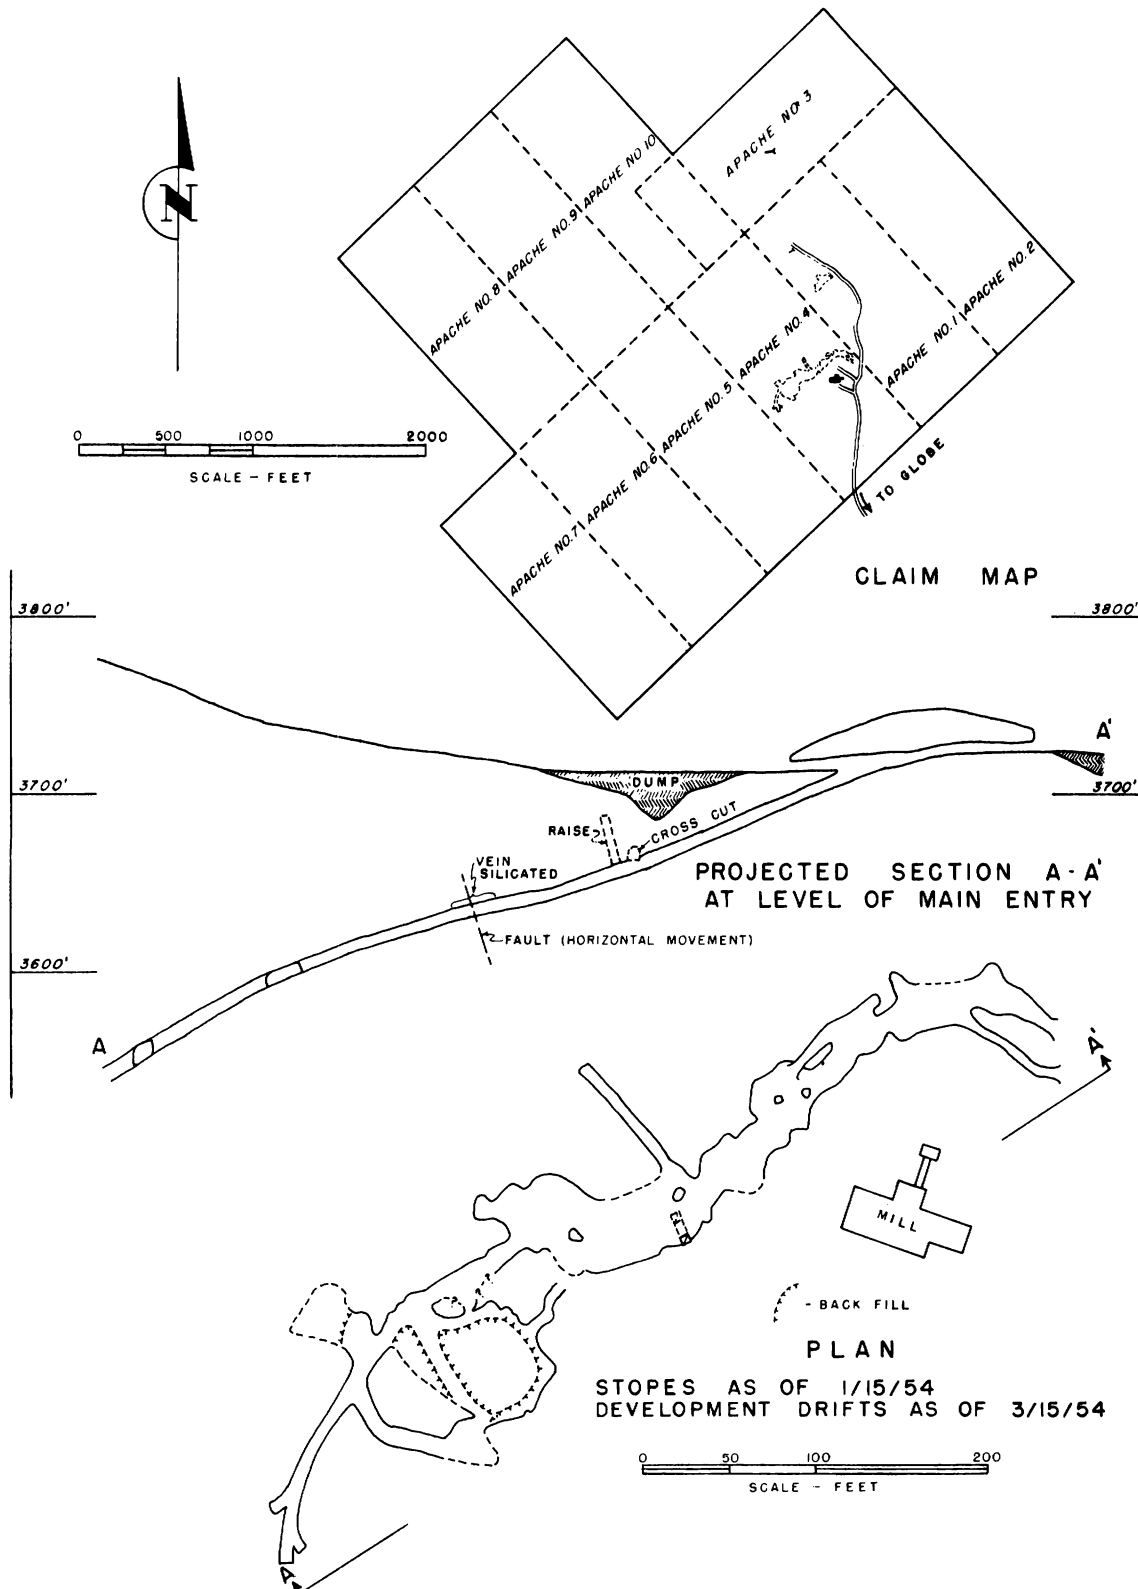 APACHE NO. 3
APACHE NO. 10
APACHE NO. 9
APACHE NO. 8
APACHE NO. 2
APACHE NO. 1
APACHE NO. 4
APACHE NO. 5
APACHE NO. 6
APACHE NO. 7
N
0 500 1000 2000
SCALE - FEET
TO GLOBE
CLAIM MAP
3800'
3800'
A'
DUMP
3700'
3700'
RAISE
CROSS CUT
VEIN
SILICATED
PROJECTED SECTION A-A'
AT LEVEL OF MAIN ENTRY
FAULT (HORIZONTAL MOVEMENT)
3600'
A
A'
MILL
- BACK FILL
PLAN
STOPES AS OF 1/15/54
DEVELOPMENT DRIFTS AS OF 3/15/54
0 50 100 200
SCALE - FEET
A